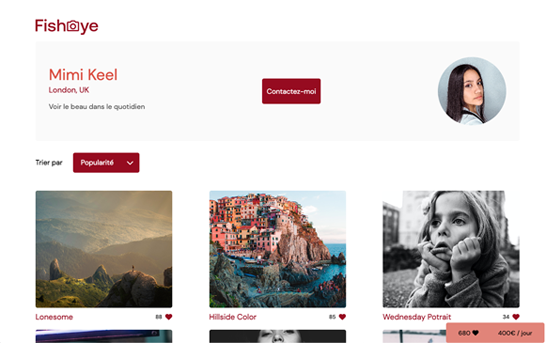 Fisheye
Mimi Keel
London, UK
Voir le beau dans le quotidien
Contactez-moi
Trier par
Popularité
Lonesome
88
Hillside Color
85
Wednesday Potrait
34
680
400€ / jour